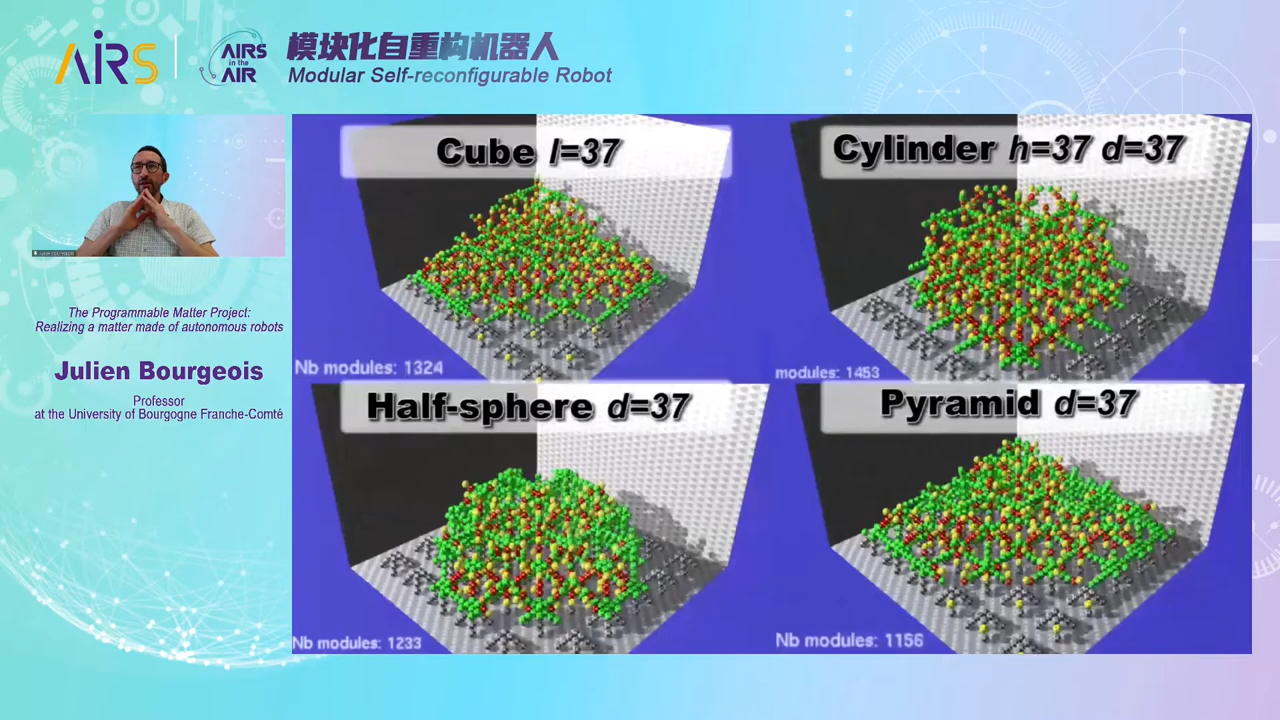 AIRS
AIRS
in the
AIR
模块化自重构机器人
Modular Self-reconfigurable Robot
The Programmable Matter Project:
Realizing a matter made of autonomous robots
Julien Bourgeois
Professor
at the University of Bourgogne Franche-Comté
Cube l=37
Nb modules: 1324
Cylinder h=37 d=37
modules: 1453
Half-sphere d=37
Nb modules: 1233
Pyramid d=37
Nb modules: 1156